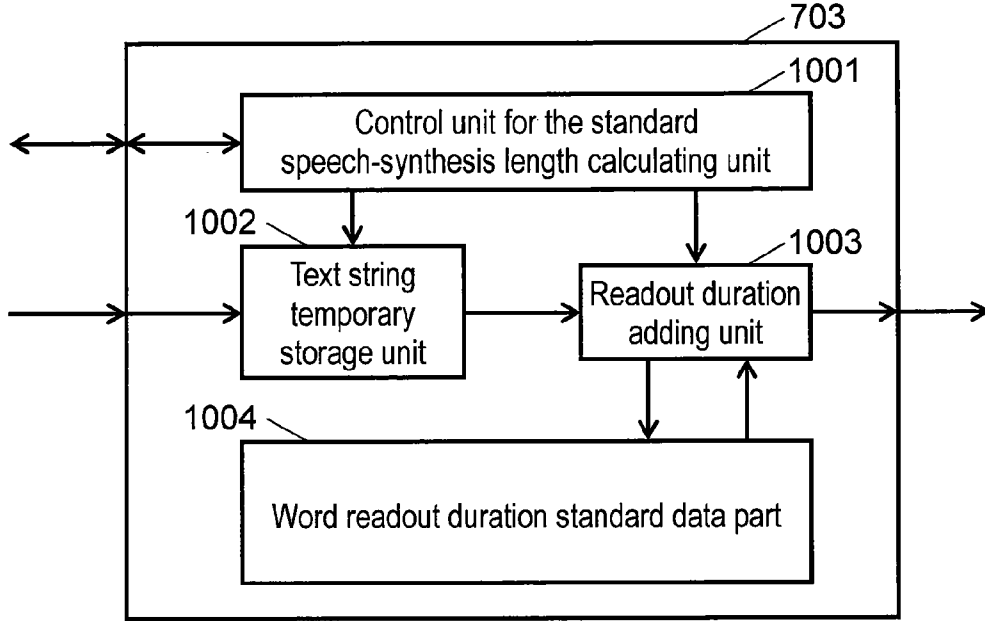 703
1001
Control unit for the standard
speech-synthesis length calculating unit
1002
Text string
temporary
storage unit
1003
Readout duration
adding unit
1004
Word readout duration standard data part